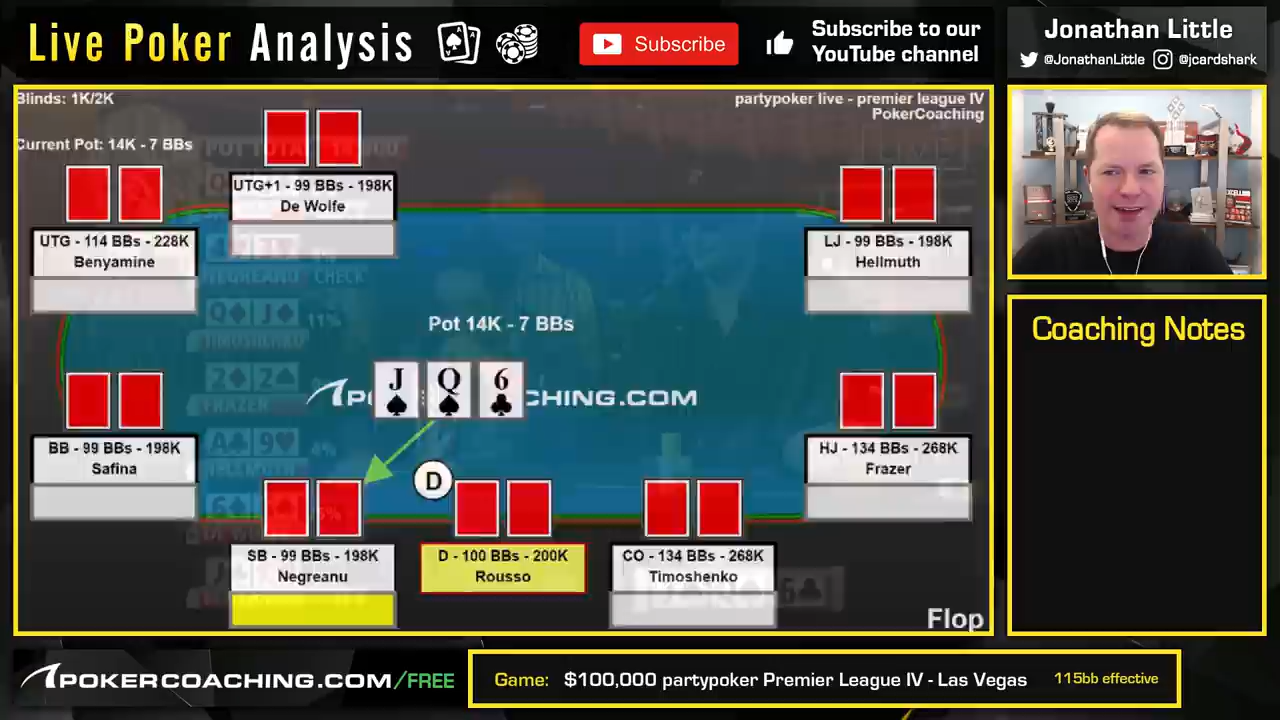 Live Poker Analysis
Subscribe
Subscribe to our
YouTube channel
Jonathan Little
@JonathanLittle @jcardshark
Blinds: 1K/2K
partypoker live - premier league IV
PokerCoaching
Current Pot: 14K - 7 BBs
UTG+1 - 99 BBs - 198K
De Wolfe
UTG - 114 BBs - 228K
Benyamine
LJ - 99 BBs - 198K
Hellmuth
Pot 14K - 7 BBs
J Q 6
CHING.COM
BB - 99 BBs - 198K
Safina
HJ - 134 BBs - 268K
Frazer
D
SB - 99 BBs - 198K
Negreanu
D - 100 BBs - 200K
Rousso
CO - 134 BBs - 268K
Timoshenko
Flop
Coaching Notes
POKERCOACHING.COM/FREE
Game: $100,000 partypoker Premier League IV - Las Vegas 115bb effective